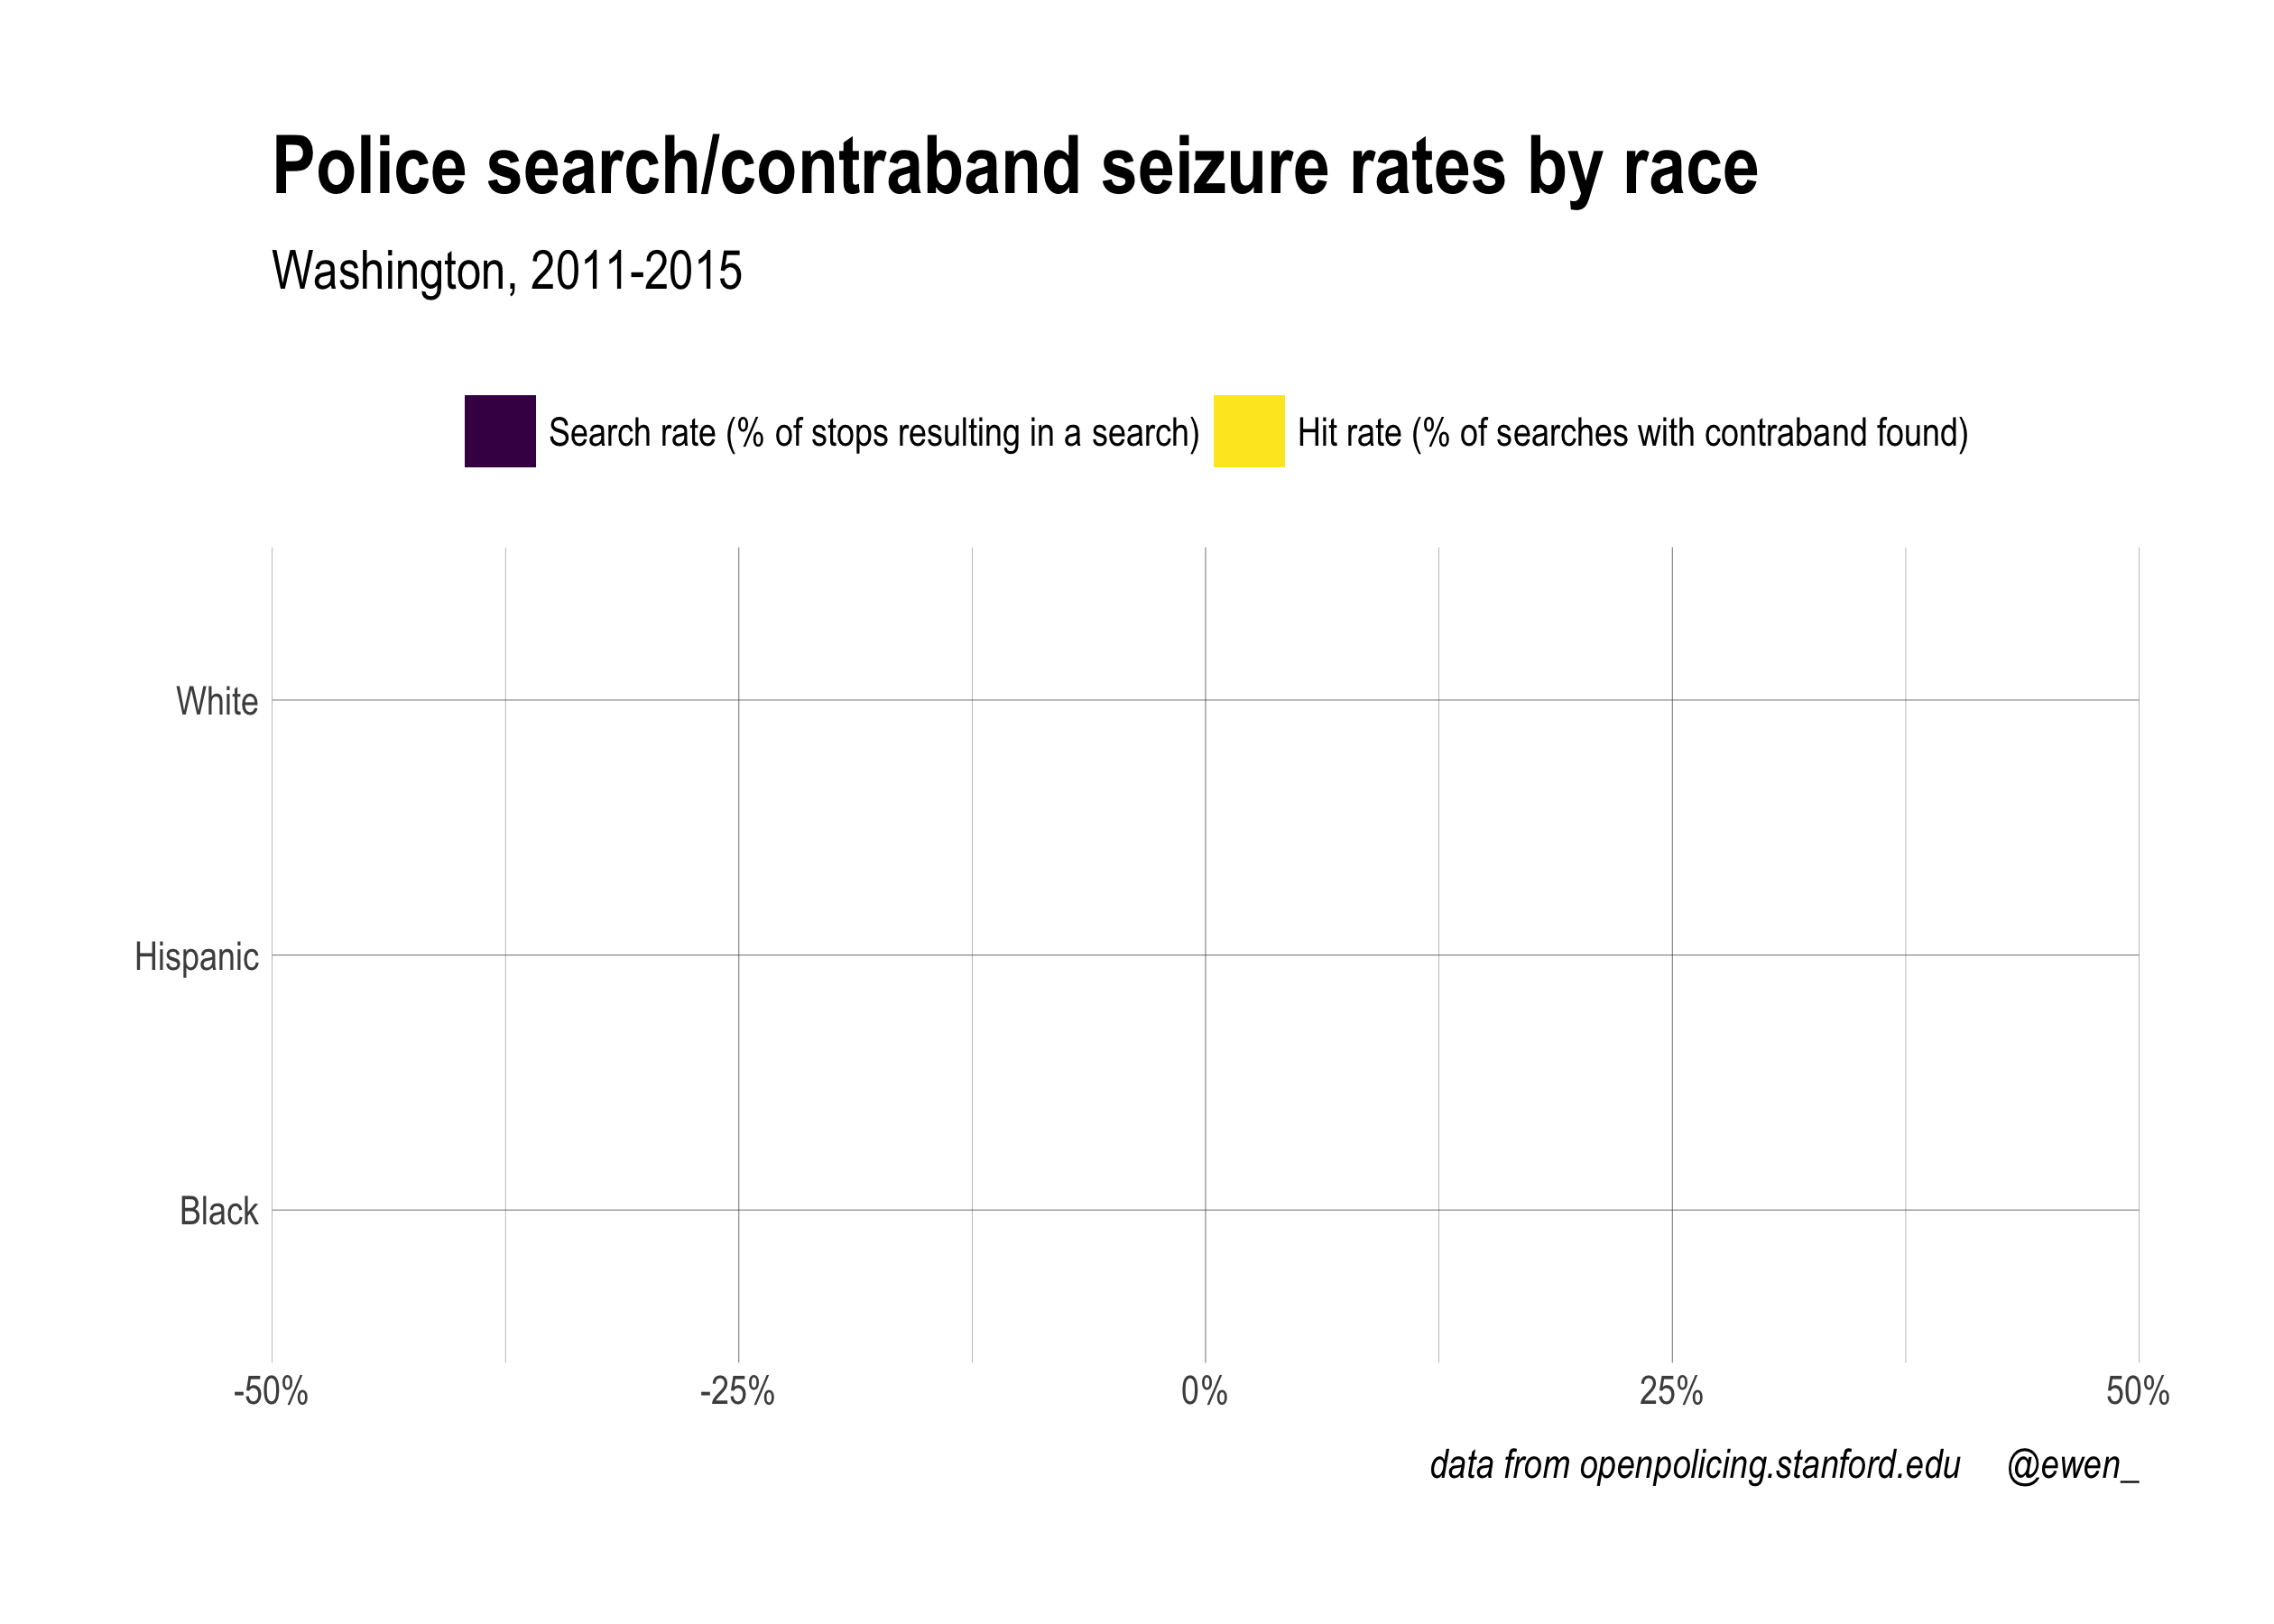 Police search/contraband seizure rates by race
Washington, 2011-2015
Search rate (% of stops resulting in a search) Hit rate (% of searches with contraband found)
White
Hispanic
Black
-50% -25% 0% 25% 50%
data from openpolicing.stanford.edu @ewen_